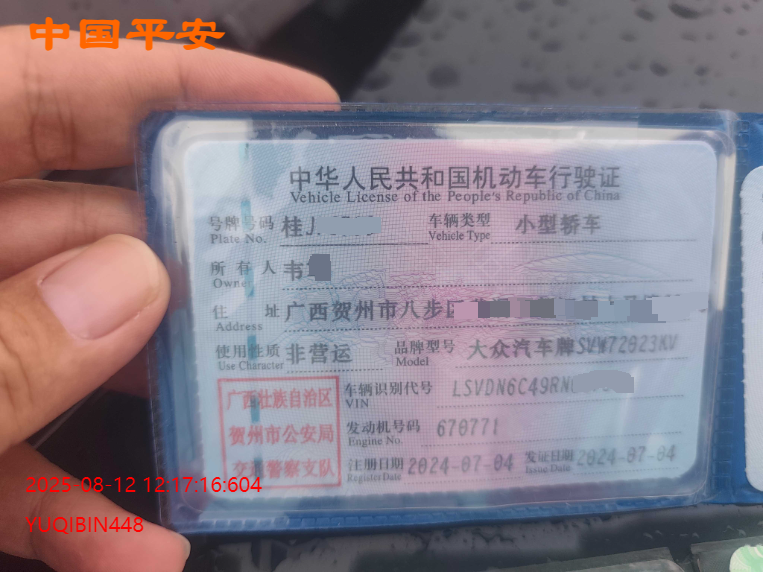 中国平安
中华人民共和国机动车行驶证
Vehicle License of the People's Republic of China
号牌号码 桂J 车辆类型 小型轿车
Plate No. Vehicle Type
所有人 韦
Owner
住址 广西贺州市八步区
Address
使用性质 非营运 品牌型号 大众汽车牌SVW72023KV
Use Character Model
广西壮族自治区 车辆识别代号 LSVDN6C49RN
VIN
贺州市公安局 发动机号码 670771
Engine No.
交通警察支队 注册日期 2024-07-04 发证日期 2024-07-04
Register Date Issue Date
2025-08-12 12:17:16:604
YUQIBIN448